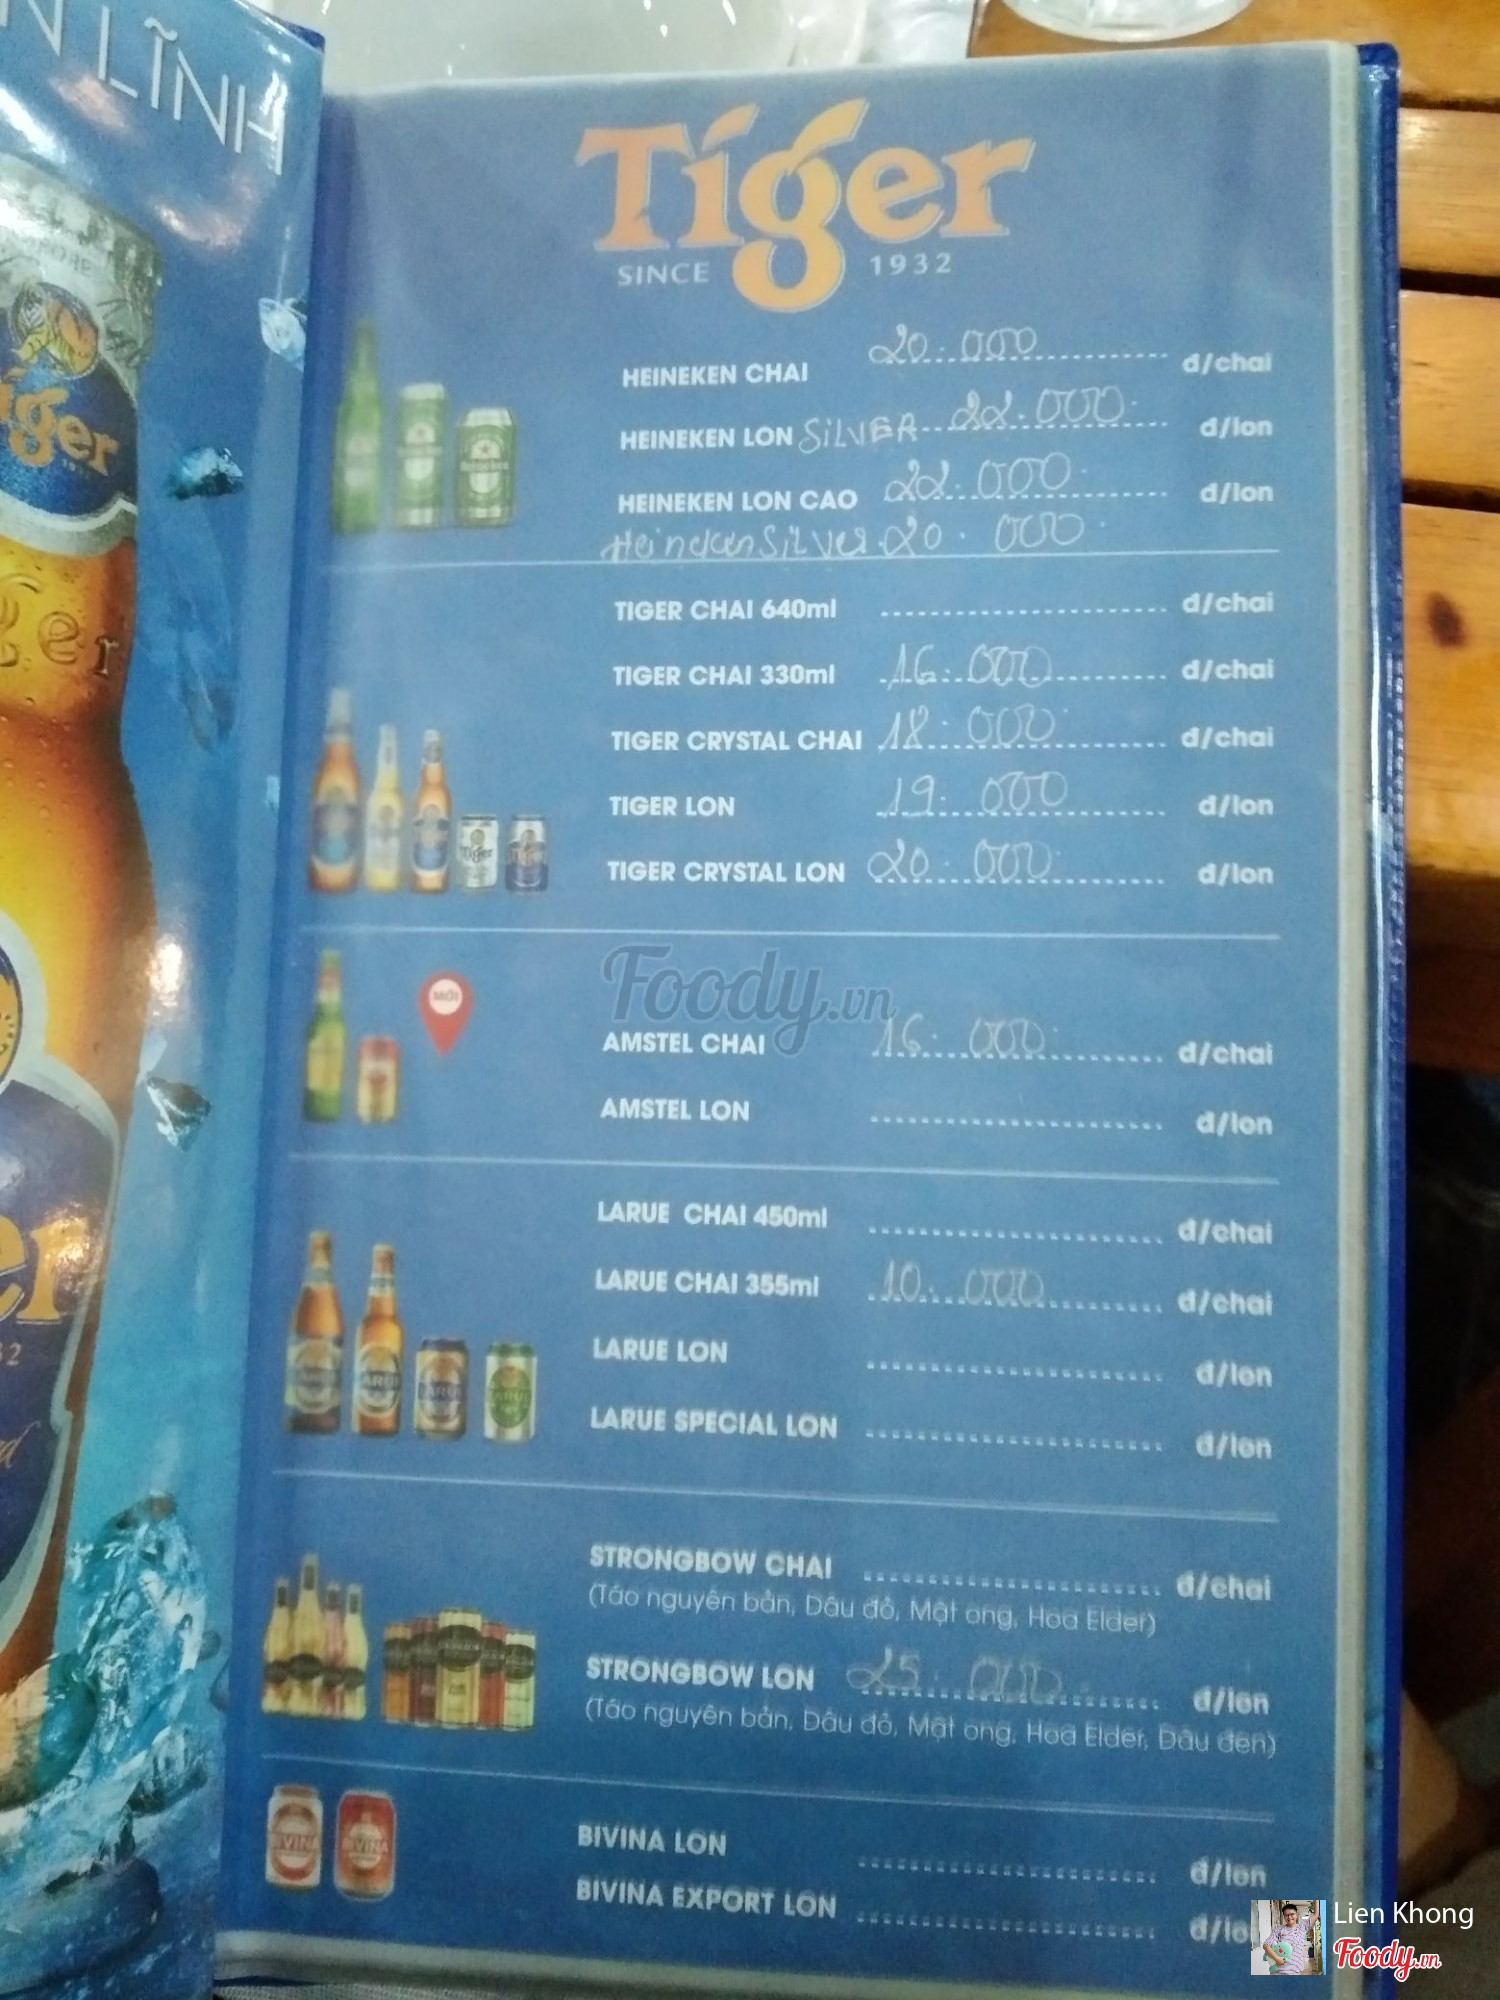 N LĨNH
Tiger
SINCE 1932
HEINEKEN CHAI 20.000 đ/chai
HEINEKEN LON SILVER 22.000 đ/lon
HEINEKEN LON CAO 22.000 đ/lon
Heineken Silver 20.000
TIGER CHAI 640ml đ/chai
TIGER CHAI 330ml 16.000 đ/chai
TIGER CRYSTAL CHAI 18.000 đ/chai
TIGER LON 19.000 đ/lon
TIGER CRYSTAL LON 20.000 đ/lon
Foody.vn
MỚI
AMSTEL CHAI 16.000 đ/chai
AMSTEL LON đ/lon
LARUE CHAI 450ml đ/chai
LARUE CHAI 355ml 10.000 đ/chai
LARUE LON đ/lon
LARUE SPECIAL LON đ/lon
STRONGBOW CHAI đ/chai
(Táo nguyên bản, Dâu đỏ, Mật ong, Hoa Elder)
STRONGBOW LON 25.000 đ/lon
(Táo nguyên bản, Dâu đỏ, Mật ong, Hoa Elder, Dâu đen)
BIVINA LON đ/lon
BIVINA EXPORT LON đ/lo
Lien Khong
Foody.vn